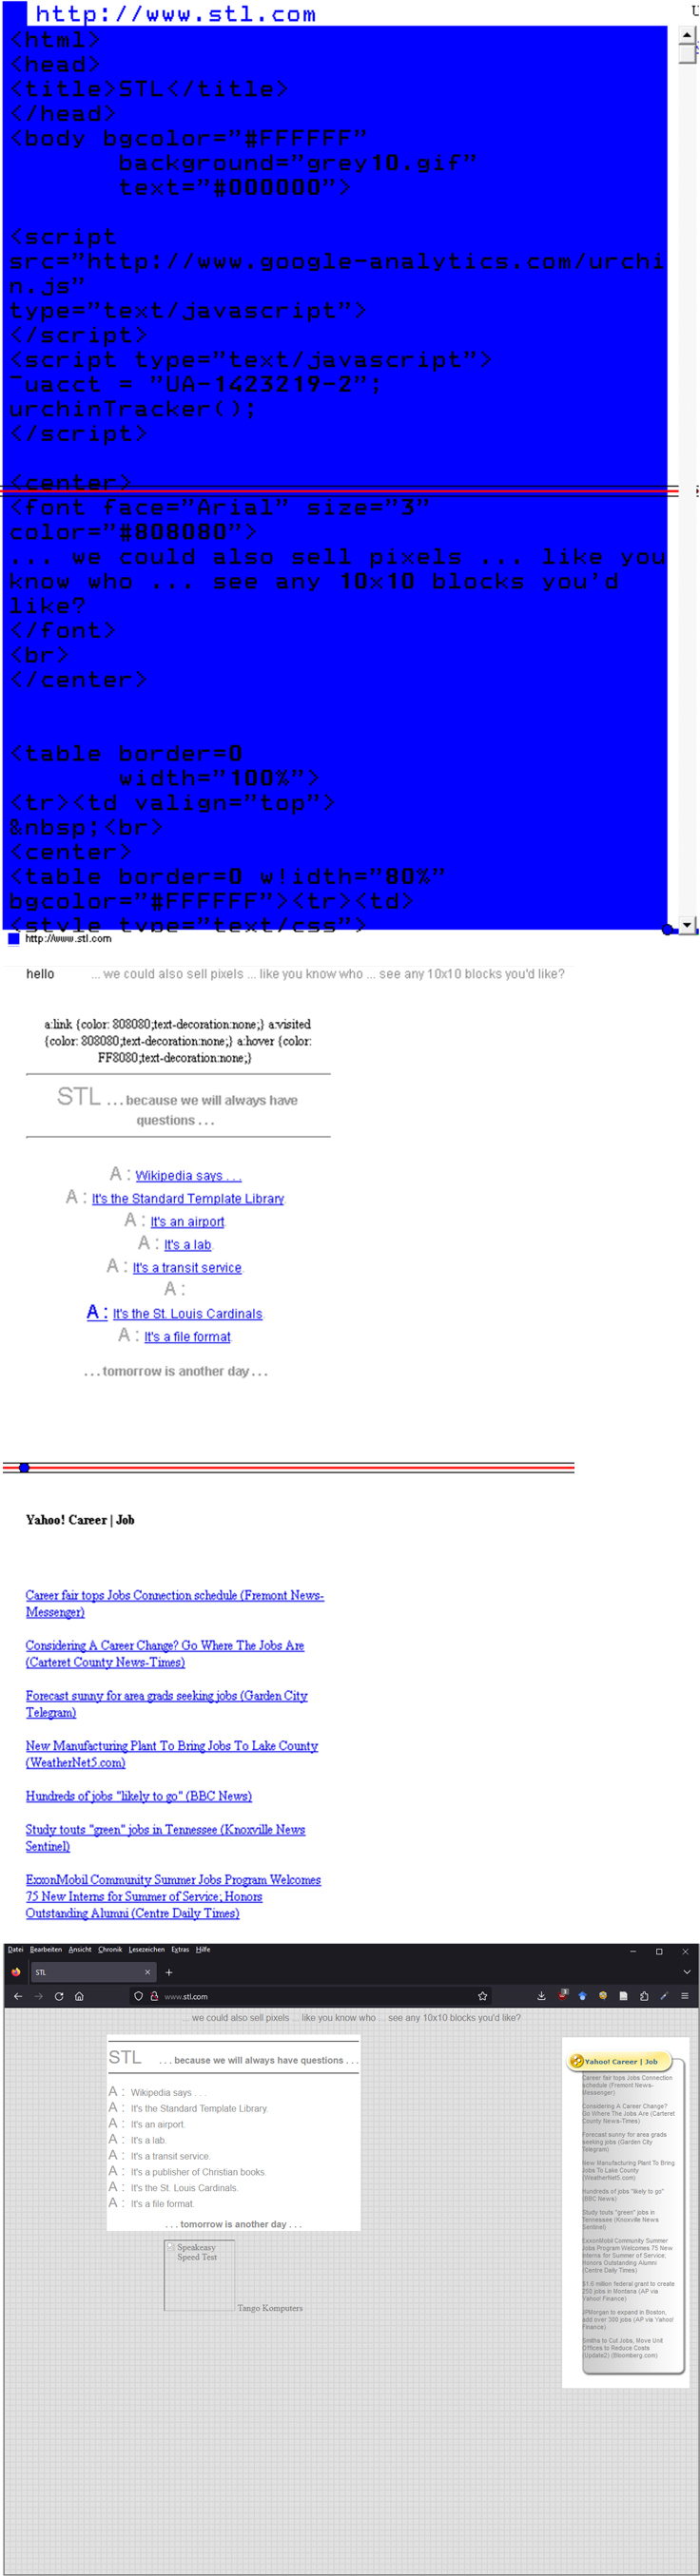 http://www.stl.com
<html>
<head>
<title>STL</title>
</head>
<body bgcolor="#FFFFFF"
background="grey10.gif"
text="#000000">
<script
src="http://www.google-analytics.com/urchi
n.js"
type="text/javascript">
</script>
<script type="text/javascript">
_uacct = "UA-1423219-2";
urchinTracker();
</script>
<center>
<font face="Arial" size="3"
color="#808080">
... we could also sell pixels ... like you
know who ... see any 10x10 blocks you'd
like?
</font>
<br>
</center>
<table border=0
width="100%">
<tr><td valign="top">
&nbsp;<br>
<center>
<table border=0 w!idth="80%"
bgcolor="#FFFFFF"><tr><td>
<style type="text/css">
http://www.stl.com
hello ... we could also sell pixels ... like you know who ... see any 10x10 blocks you'd like?
a:link {color: 808080;text-decoration:none;} a:visited
{color: 808080;text-decoration:none;} a:hover {color:
FF8080;text-decoration:none;}
STL ... because we will always have
questions ...
A : Wikipedia says . . .
A : It's the Standard Template Library.
A : It's an airport.
A : It's a lab.
A : It's a transit service.
A :
A : It's the St. Louis Cardinals.
A : It's a file format.
. . . tomorrow is another day . . .
Yahoo! Career | Job
Career fair tops Jobs Connection schedule (Fremont News-
Messenger)
Considering A Career Change? Go Where The Jobs Are
(Carteret County News-Times)
Forecast sunny for area grads seeking jobs (Garden City
Telegram)
New Manufacturing Plant To Bring Jobs To Lake County
(WeatherNet5.com)
Hundreds of jobs "likely to go" (BBC News)
Study touts "green" jobs in Tennessee (Knoxville News
Sentinel)
ExxonMobil Community Summer Jobs Program Welcomes
75 New Interns for Summer of Service; Honors
Outstanding Alumni (Centre Daily Times)
Datei Bearbeiten Ansicht Chronik Lesezeichen Extras Hilfe
STL
www.stl.com
... we could also sell pixels ... like you know who ... see any 10x10 blocks you'd like?
STL . . . because we will always have questions . . .
A : Wikipedia says . . .
A : It's the Standard Template Library.
A : It's an airport.
A : It's a lab.
A : It's a transit service.
A : It's a publisher of Christian books.
A : It's the St. Louis Cardinals.
A : It's a file format.
. . . tomorrow is another day . . .
Speakeasy
Speed Test
Tango Komputers
Yahoo! Career | Job
Career fair tops Jobs Connection
schedule (Fremont News-
Messenger)
Considering A Career Change?
Go Where The Jobs Are (Carteret
County News-Times)
Forecast sunny for area grads
seeking jobs (Garden City
Telegram)
New Manufacturing Plant To Bring
Jobs To Lake County
(WeatherNet5.com)
Hundreds of jobs "likely to go"
(BBC News)
Study touts "green" jobs in
Tennessee (Knoxville News
Sentinel)
ExxonMobil Community Summer
Jobs Program Welcomes 75 New
Interns for Summer of Service;
Honors Outstanding Alumni
(Centre Daily Times)
$1.6 million federal grant to create
250 jobs in Montana (AP via
Yahoo! Finance)
JPMorgan to expand in Boston,
add over 300 jobs (AP via Yahoo!
Finance)
Smiths to Cut Jobs, Move Unit
Offices to Reduce Costs
(Update2) (Bloomberg.com)